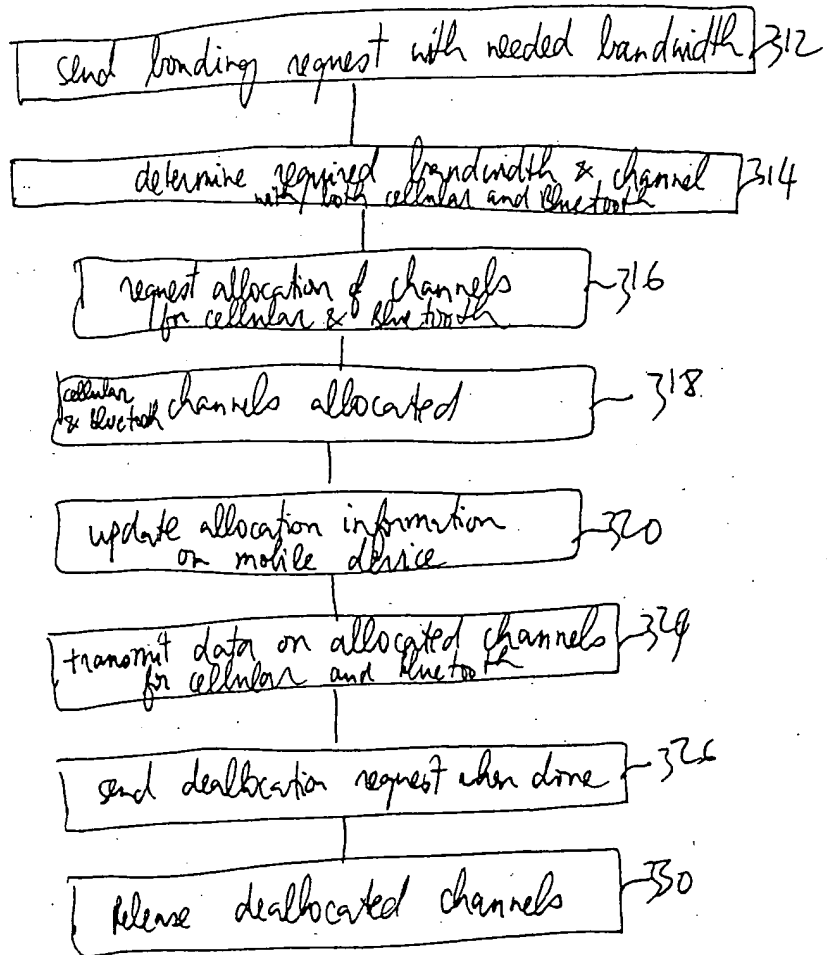 send bonding request with needed bandwidth 312
determine required bandwidth & channel 314
with/ both cellular and Bluetooth
request allocation of channels 316
for cellular & Bluetooth
cellular
& Bluetooth channels allocated 318
update allocation information 320
on mobile device
transmit data on allocated channels 324
for cellular and Bluetooth
send deallocation request when done 326
Release deallocated channels 330